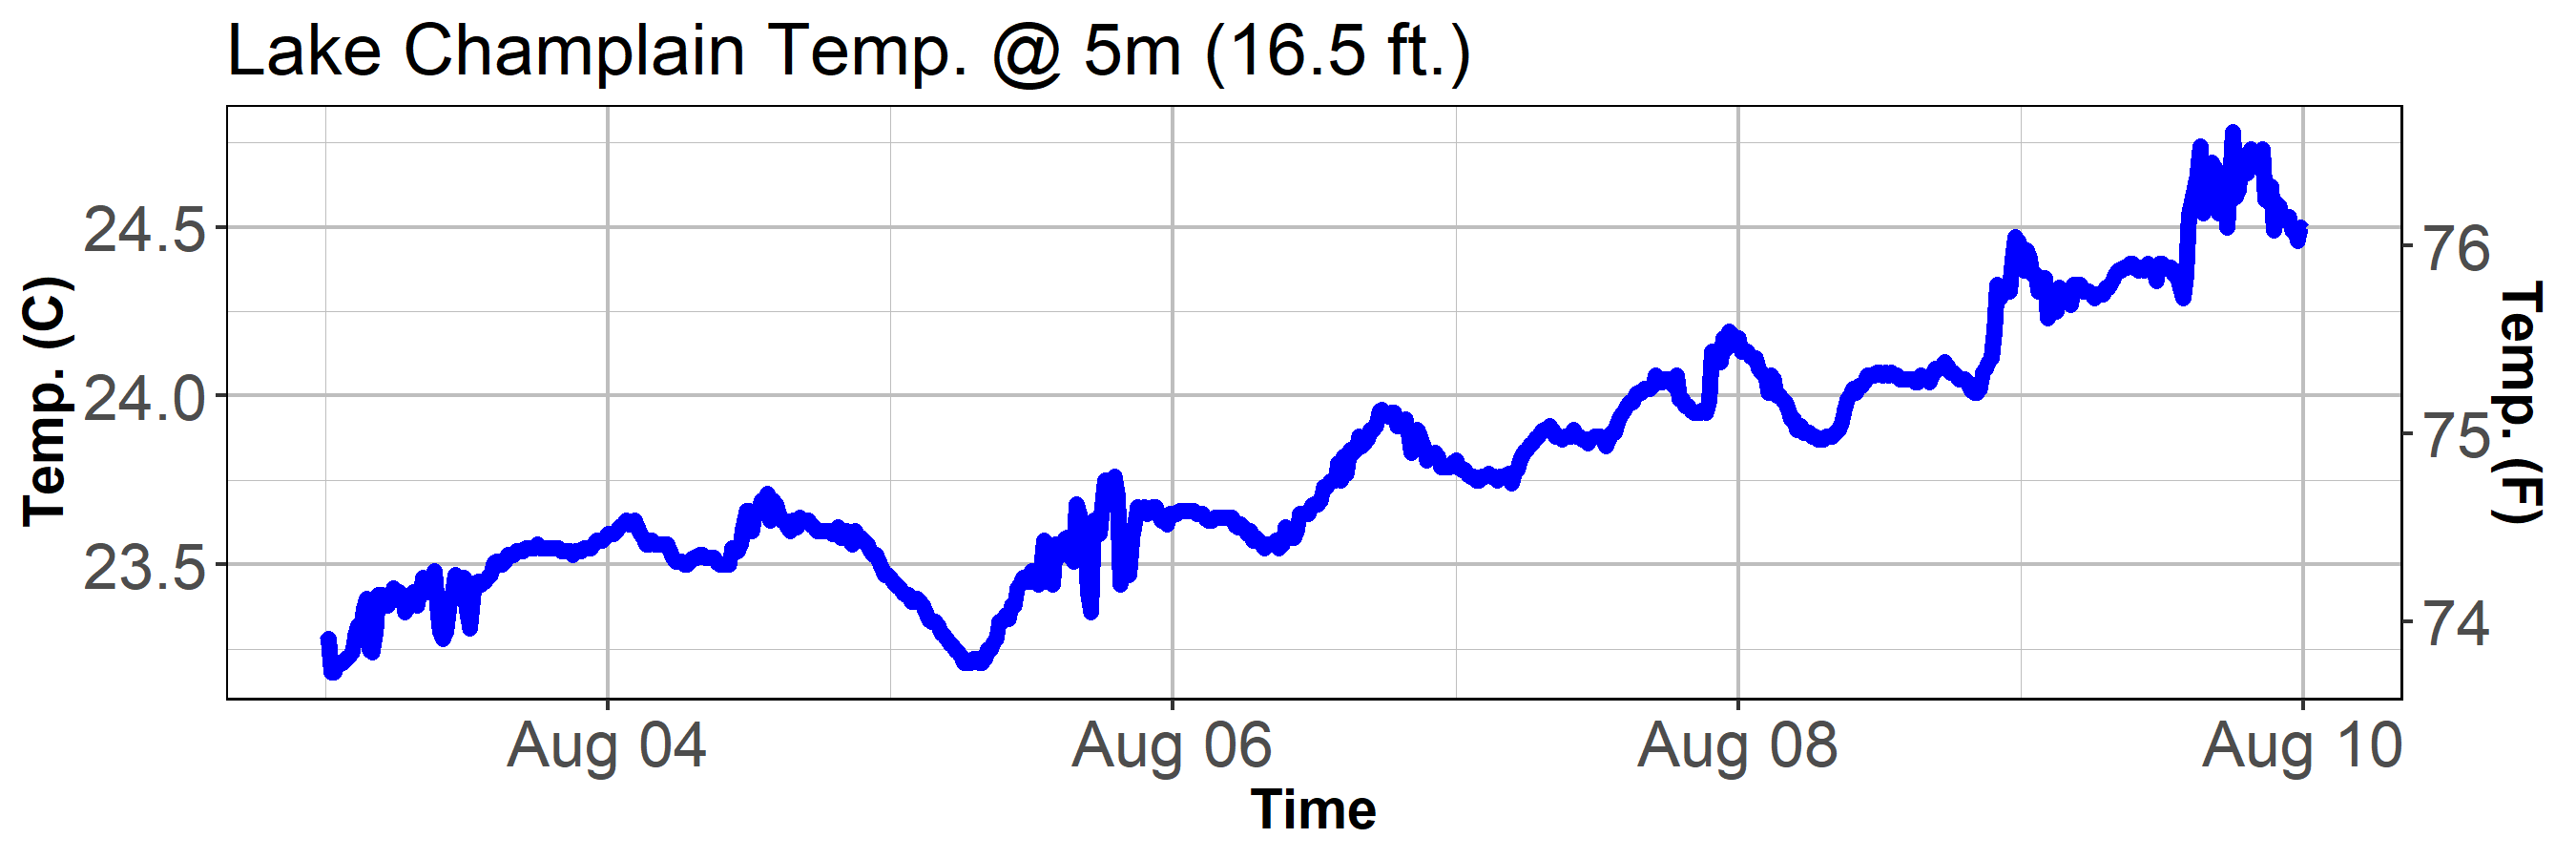 Lake Champlain Temp. @ 5m (16.5 ft.)
Temp. (C)
24.5
24.0
23.5
76
75
74
Temp. (F)
Aug 04 Aug 06 Aug 08 Aug 10
Time